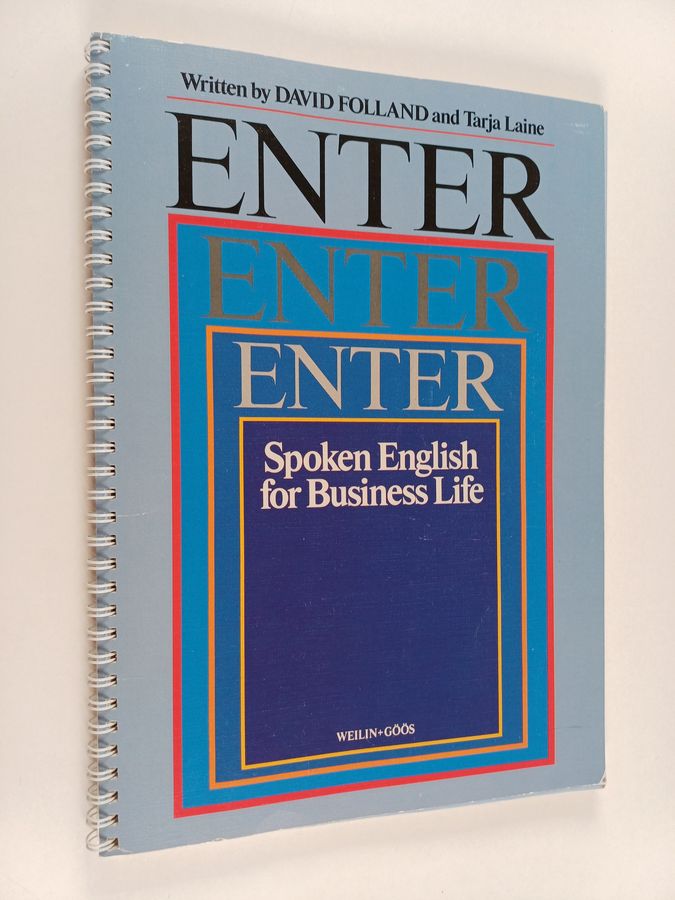 Written by DAVID FOLLAND and Tarja Laine
ENTER
ENTER
ENTER
Spoken English
for Business Life
WEILIN+GÖÖS